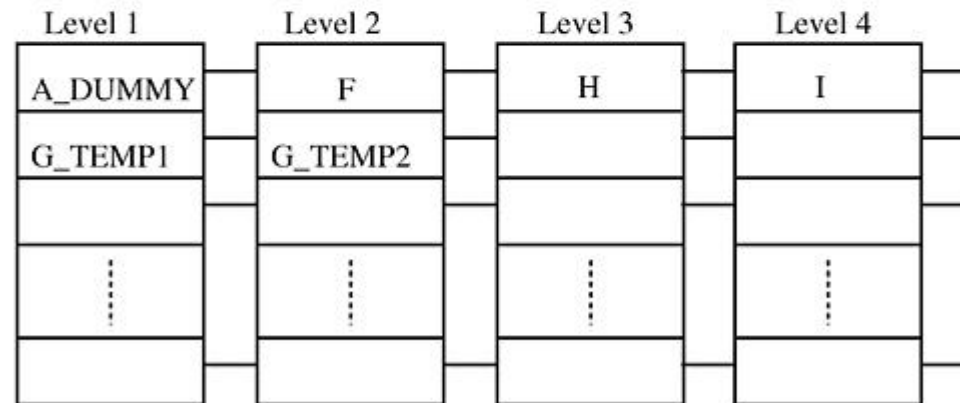 Level 1 Level 2 Level 3 Level 4
A_DUMMY F H I
G_TEMP1 G_TEMP2